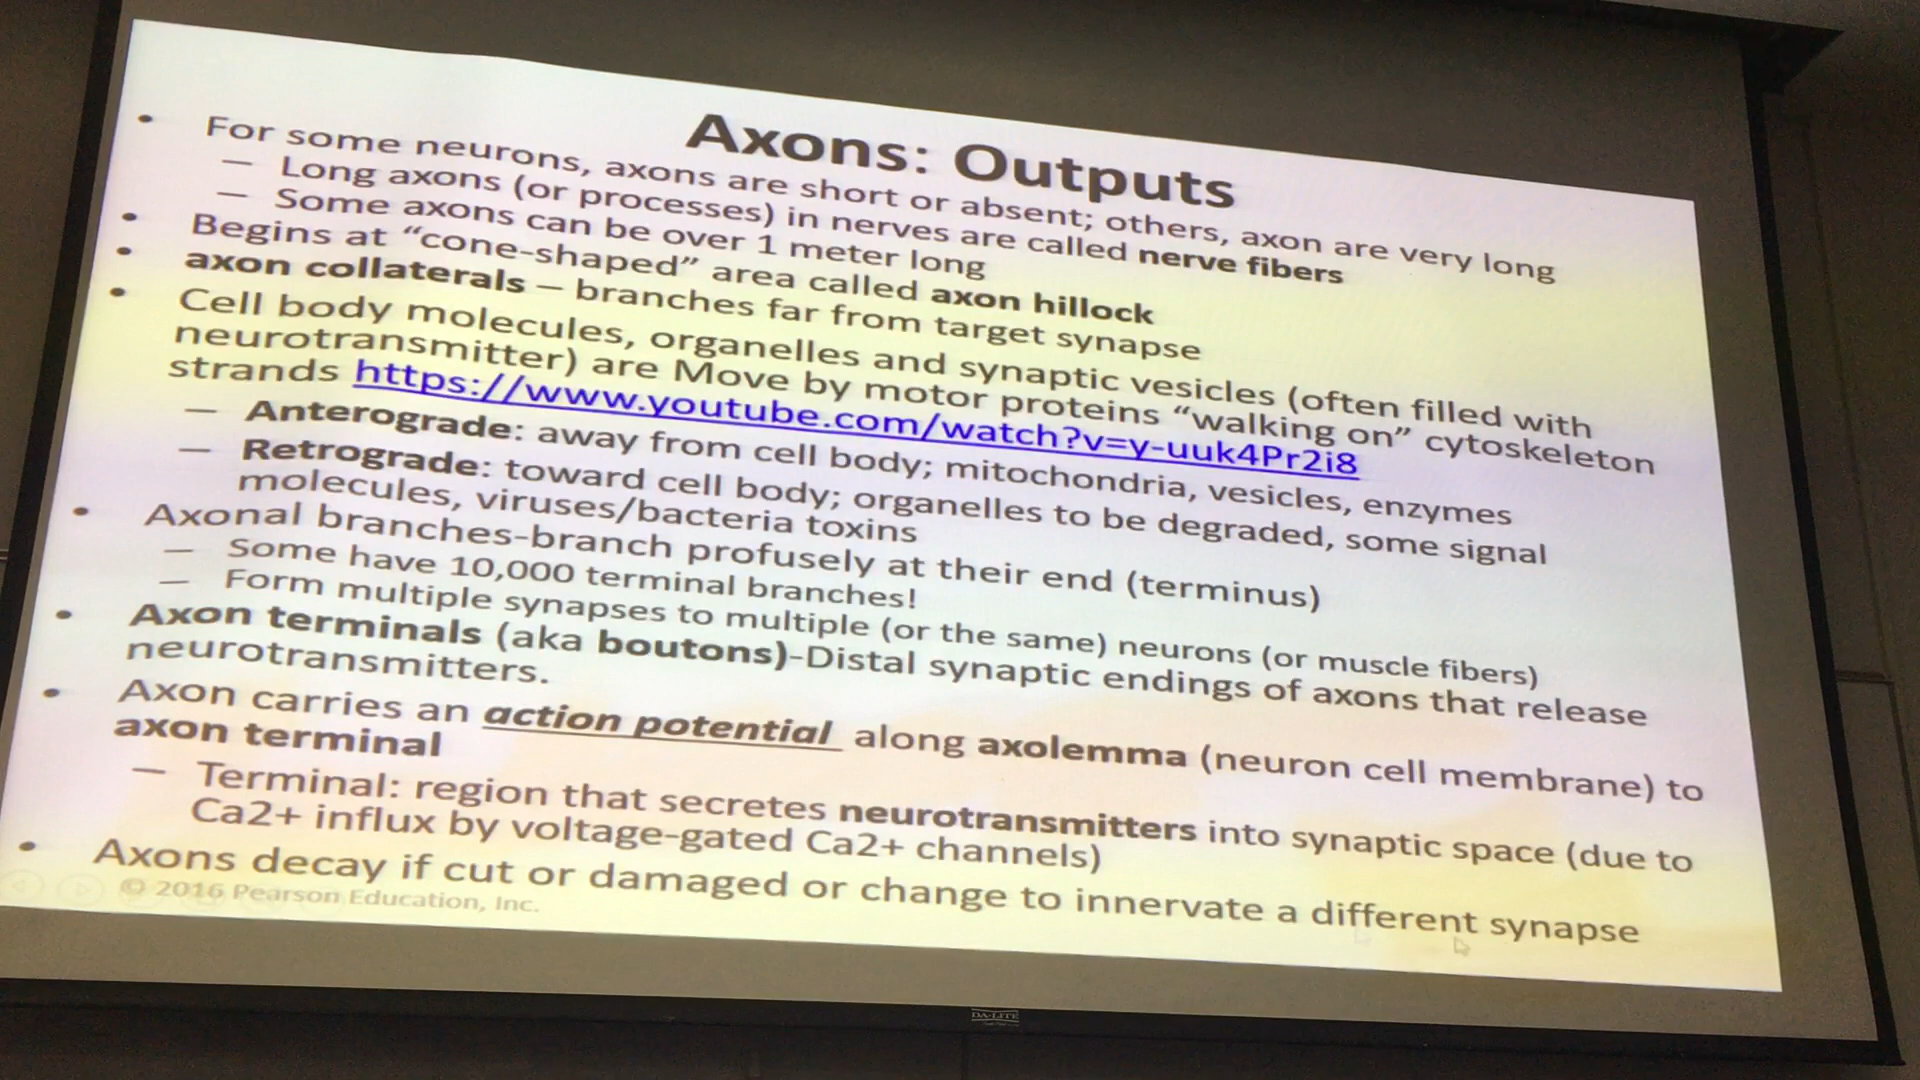 Axons: Outputs
• For some neurons, axons are short or absent; others, axon are very long
— Long axons (or processes) in nerves are called nerve fibers
— Some axons can be over 1 meter long
• Begins at “cone-shaped” area called axon hillock
• axon collaterals – branches far from target synapse
• Cell body molecules, organelles and synaptic vesicles (often filled with
neurotransmitter) are Move by motor proteins “walking on” cytoskeleton
strands https://www.youtube.com/watch?v=y-uuk4Pr2i8
— Anterograde: away from cell body; mitochondria, vesicles, enzymes
— Retrograde: toward cell body; organelles to be degraded, some signal
molecules, viruses/bacteria toxins
• Axonal branches-branch profusely at their end (terminus)
— Some have 10,000 terminal branches!
— Form multiple synapses to multiple (or the same) neurons (or muscle fibers)
• Axon terminals (aka boutons)-Distal synaptic endings of axons that release
neurotransmitters.
• Axon carries an action potential along axolemma (neuron cell membrane) to
axon terminal
— Terminal: region that secretes neurotransmitters into synaptic space (due to
Ca2+ influx by voltage-gated Ca2+ channels)
• Axons decay if cut or damaged or change to innervate a different synapse
© 2016 Pearson Education, Inc.
DA-LITE